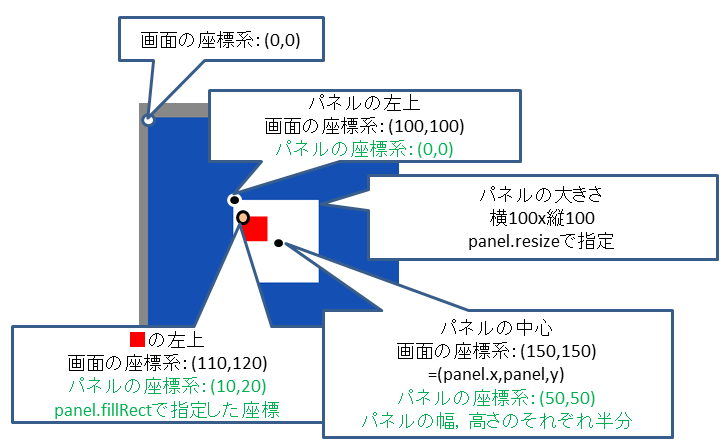 画面の座標系：(0,0)
パネルの左上
画面の座標系：(100,100)
パネルの座標系：(0,0)
パネルの大きさ
横100x縦100
panel.resizeで指定
■の左上
画面の座標系：(110,120)
パネルの座標系：(10,20)
panel.fillRectで指定した座標
パネルの中心
画面の座標系：(150,150)
=(panel.x,panel,y)
パネルの座標系：(50,50)
パネルの幅，高さのそれぞれ半分